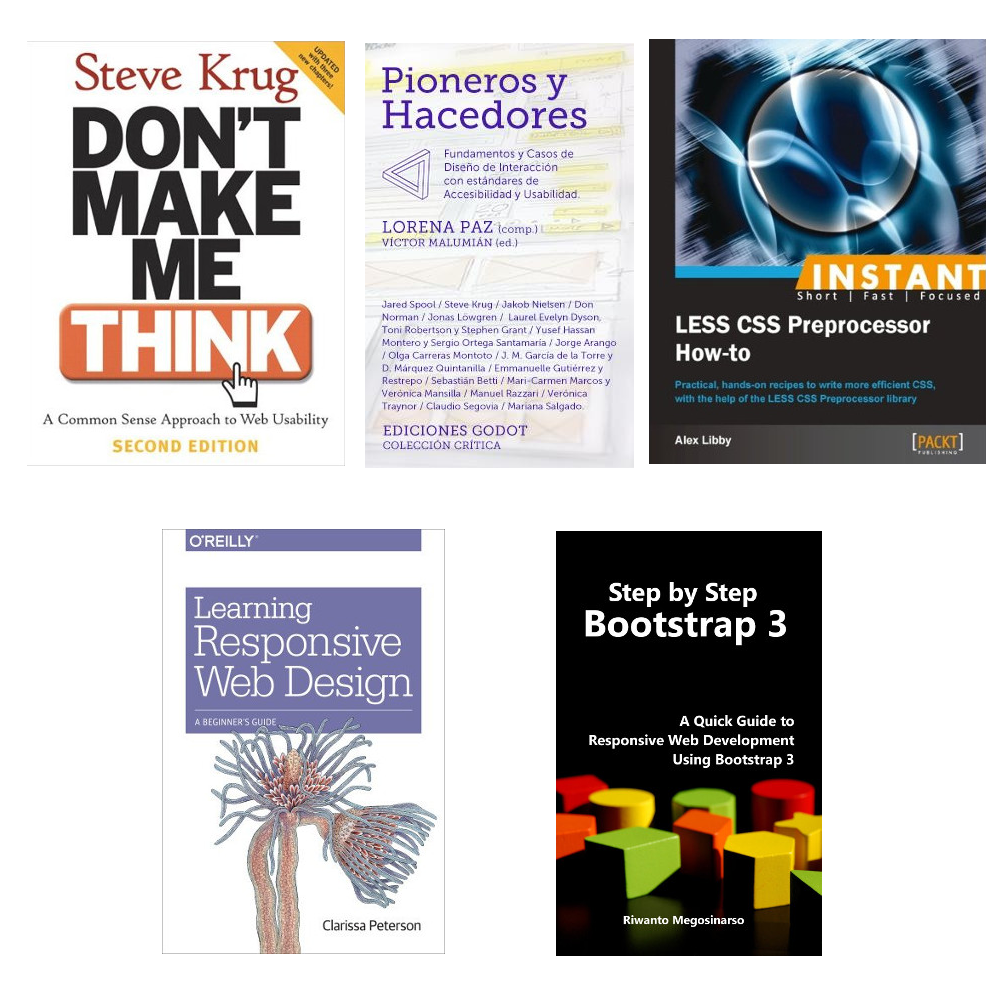 Steve Krug
UPDATED
with three
new chapters!
DON'T
MAKE
ME
THINK
A Common Sense Approach to Web Usability
SECOND EDITION
Pioneros y
Hacedores
Fundamentos y Casos de
Diseño de Interacción
con estándares de
Accesibilidad y Usabilidad.
LORENA PAZ (comp.)
VÍCTOR MALUMIÁN (ed.)
Jared Spool / Steve Krug / Jakob Nielsen / Don
Norman / Jonas Löwgren / Laurel Evelyn Dyson,
Toni Robertson y Stephen Grant / Yusef Hassan
Montero y Sergio Ortega Santamaría / Jorge Arango
/ Olga Carreras Montoto / J. M. García de la Torre y
D. Márquez Quintanilla / Emmanuelle Gutiérrez y
Restrepo / Sebastián Betti / Mari-Carmen Marcos y
Verónica Mansilla / Manuel Razzari / Verónica
Traynor / Claudio Segovia / Mariana Salgado.
EDICIONES GODOT
COLECCIÓN CRÍTICA
INSTANT
Short | Fast | Focused
LESS CSS Preprocessor
How-to
Practical, hands-on recipes to write more efficient CSS,
with the help of the LESS CSS Preprocessor library
Alex Libby
[PACKT]
PUBLISHING
O'REILLY®
Learning
Responsive
Web Design
A BEGINNER'S GUIDE
Clarissa Peterson
Step by Step
Bootstrap 3
A Quick Guide to
Responsive Web Development
Using Bootstrap 3
Riwanto Megosinarso